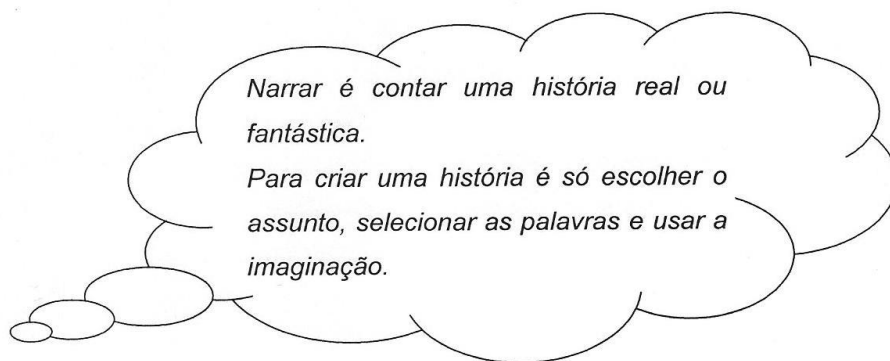 Narrar é contar uma história real ou
fantástica.
Para criar uma história é só escolher o
assunto, selecionar as palavras e usar a
imaginação.